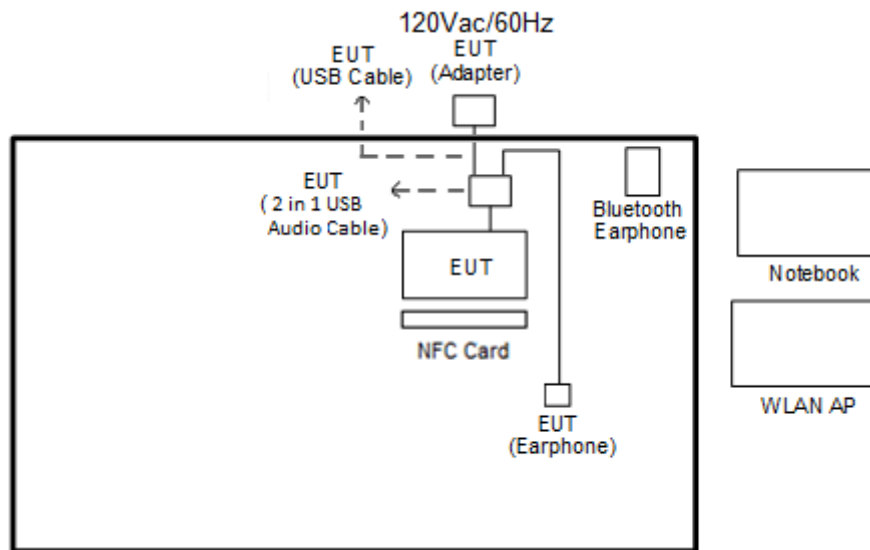 120Vac/60Hz
EUT
(USB Cable)
EUT
(Adapter)
EUT
( 2 in 1 USB
Audio Cable)
EUT
NFC Card
EUT
(Earphone)
Bluetooth
Earphone
Notebook
WLAN AP